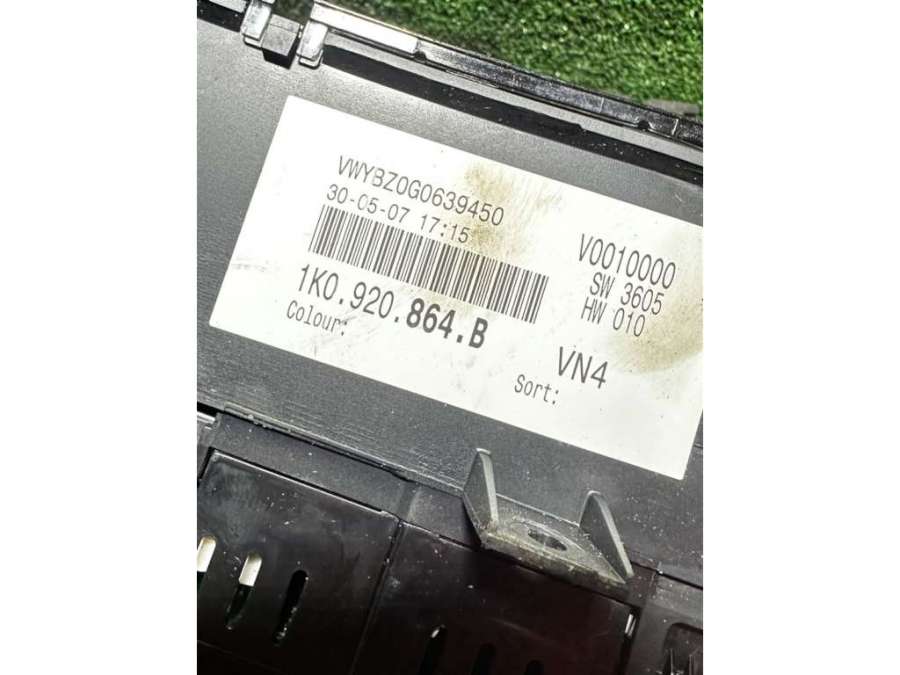 VWYBZ0G0639450
30-05-07 17:15
1K0.920.864.B
Colour:
V0010000
SW 3605
HW 010
VN4
Sort: